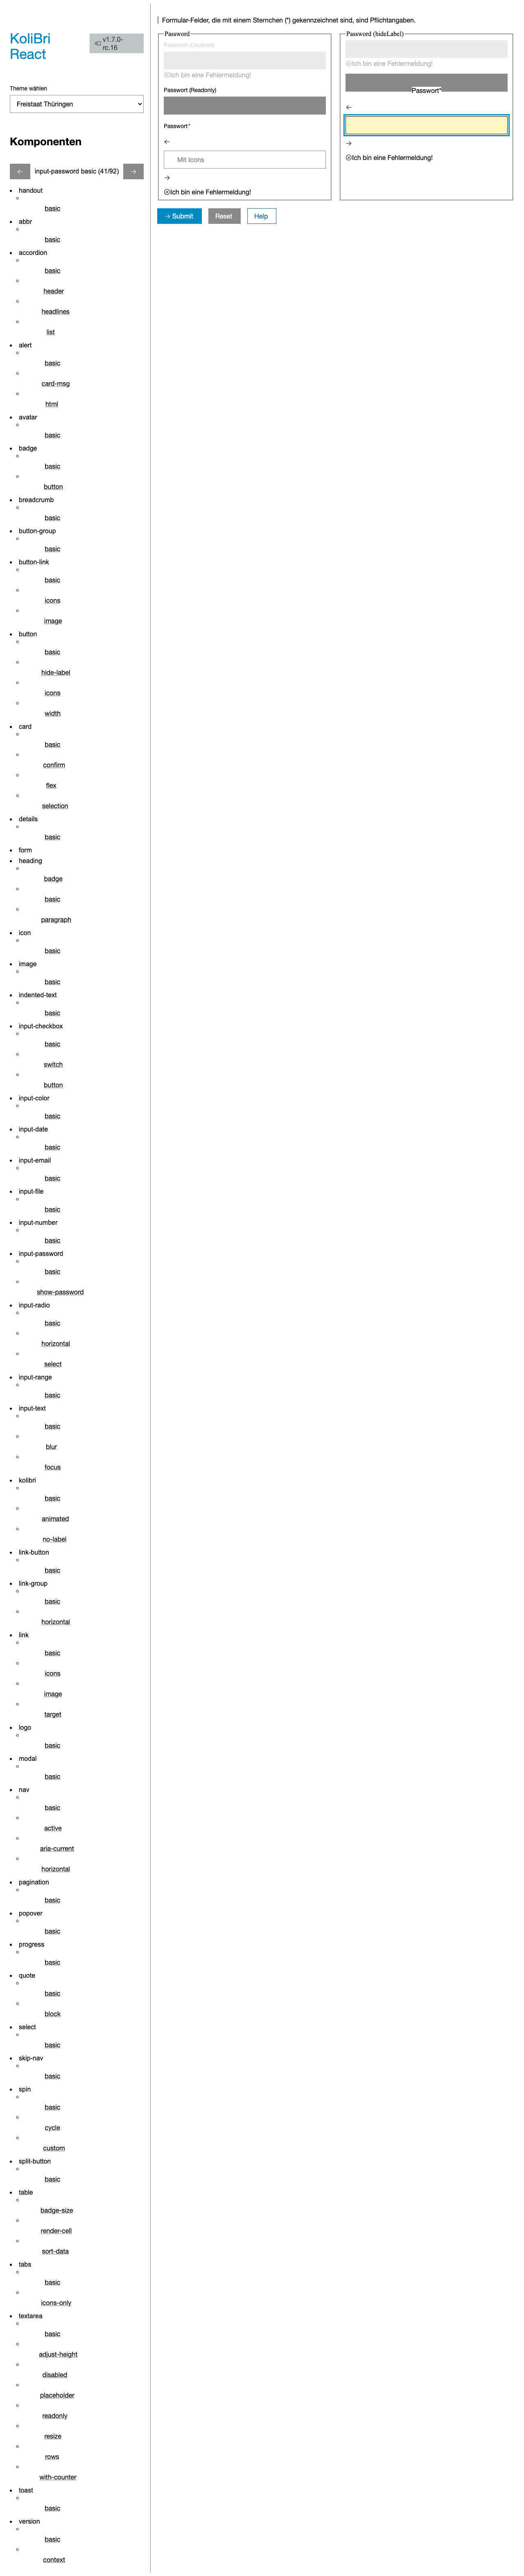 KoliBri
React
v1.7.0-
rc.16
Theme wählen
Freistaat Thüringen
Komponenten
input-password basic (41/92)
handout
basic
abbr
basic
accordion
basic
header
headlines
list
alert
basic
card-msg
html
avatar
basic
badge
basic
button
breadcrumb
basic
button-group
basic
button-link
basic
icons
image
button
basic
hide-label
icons
width
card
basic
confirm
flex
selection
details
basic
form
heading
badge
basic
paragraph
icon
basic
image
basic
indented-text
basic
input-checkbox
basic
switch
button
input-color
basic
input-date
basic
input-email
basic
input-file
basic
input-number
basic
input-password
basic
show-password
input-radio
basic
horizontal
select
input-range
basic
input-text
basic
blur
focus
kolibri
basic
animated
no-label
link-button
basic
link-group
basic
horizontal
link
basic
icons
image
target
logo
basic
modal
basic
nav
basic
active
aria-current
horizontal
pagination
basic
popover
basic
progress
basic
quote
basic
block
select
basic
skip-nav
basic
spin
basic
cycle
custom
split-button
basic
table
badge-size
render-cell
sort-data
tabs
basic
icons-only
textarea
basic
adjust-height
disabled
placeholder
readonly
resize
rows
with-counter
toast
basic
version
basic
context
Formular-Felder, die mit einem Sternchen (*) gekennzeichnet sind, sind Pflichtangaben.
Password
Passwort (Disabled)
Ich bin eine Fehlermeldung!
Passwort (Readonly)
Passwort*
Mit Icons
Ich bin eine Fehlermeldung!
Password (hideLabel)
Ich bin eine Fehlermeldung!
Passwort*
Ich bin eine Fehlermeldung!
Submit
Reset
Help